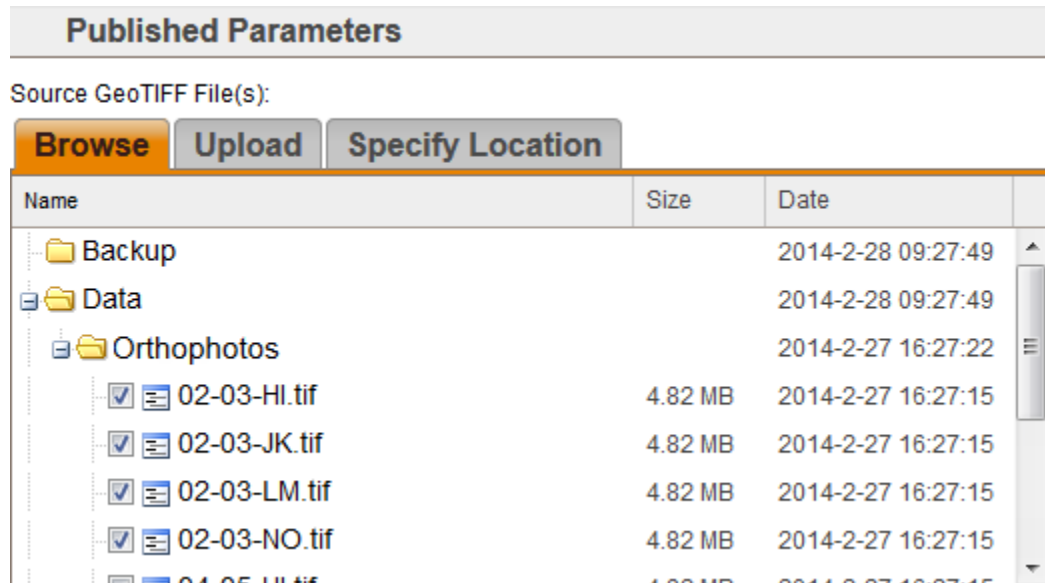 Published Parameters
Source GeoTIFF File(s):
Browse Upload Specify Location
Name Size Date
Backup 2014-2-28 09:27:49
Data 2014-2-28 09:27:49
Orthophotos 2014-2-27 16:27:22
02-03-HI.tif 4.82 MB 2014-2-27 16:27:15
02-03-JK.tif 4.82 MB 2014-2-27 16:27:15
02-03-LM.tif 4.82 MB 2014-2-27 16:27:15
02-03-NO.tif 4.82 MB 2014-2-27 16:27:15